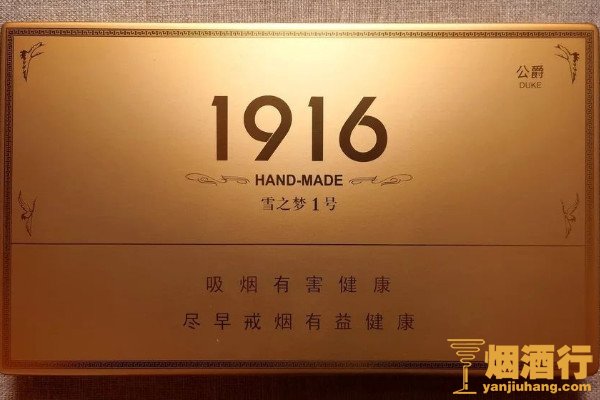 公爵
DUKE
1916
HAND-MADE
雪之梦1号
吸烟有害健康
尽早戒烟有益健康
烟酒行
yanjiuhang.com